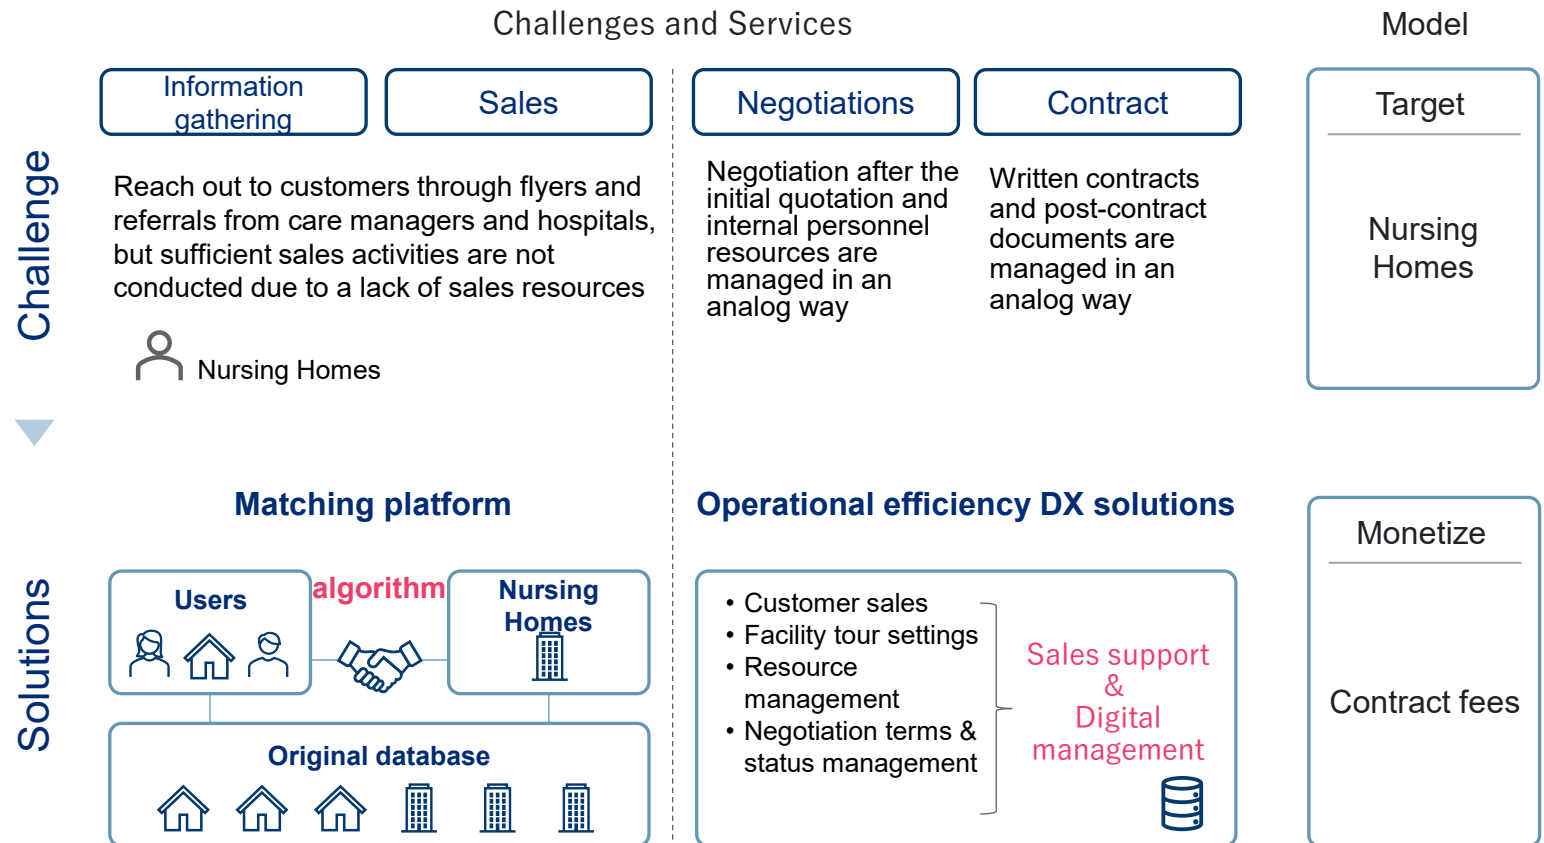 Challenges and Services
Model
Information
gathering
Sales
Negotiations
Contract
Target
Challenge
Reach out to customers through flyers and
referrals from care managers and hospitals,
but sufficient sales activities are not
conducted due to a lack of sales resources
Nursing Homes
Negotiation after the
initial quotation and
internal personnel
resources are
managed in an
analog way
Written contracts
and post-contract
documents are
managed in an
analog way
Nursing
Homes
Solutions
Matching platform
Users
algorithm
Nursing
Homes
Original database
Operational efficiency DX solutions
• Customer sales
• Facility tour settings
• Resource
management
• Negotiation terms &
status management
Sales support
&
Digital
management
Monetize
Contract fees